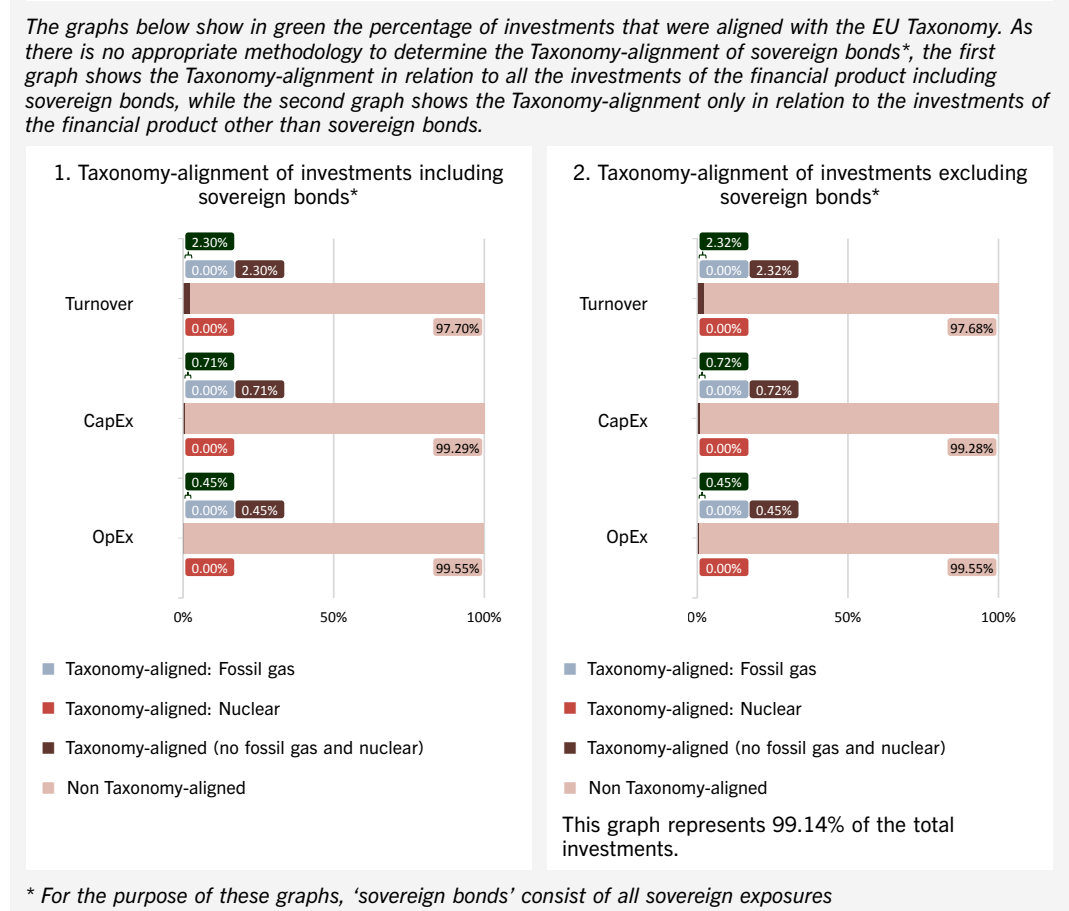 The graphs below show in green the percentage of investments that were aligned with the EU Taxonomy. As
there is no appropriate methodology to determine the Taxonomy-alignment of sovereign bonds*, the first
graph shows the Taxonomy-alignment in relation to all the investments of the financial product including
sovereign bonds, while the second graph shows the Taxonomy-alignment only in relation to the investments of
the financial product other than sovereign bonds.
1. Taxonomy-alignment of investments including
sovereign bonds*
2.30%
0.00% 2.30%
Turnover
0.00% 97.70%
0.71%
0.00% 0.71%
CapEx
0.00% 99.29%
0.45%
0.00% 0.45%
OpEx
0.00% 99.55%
0% 50% 100%
Taxonomy-aligned: Fossil gas
Taxonomy-aligned: Nuclear
Taxonomy-aligned (no fossil gas and nuclear)
Non Taxonomy-aligned
2. Taxonomy-alignment of investments excluding
sovereign bonds*
2.32%
0.00% 2.32%
Turnover
0.00% 97.68%
0.72%
0.00% 0.72%
CapEx
0.00% 99.28%
0.45%
0.00% 0.45%
OpEx
0.00% 99.55%
0% 50% 100%
Taxonomy-aligned: Fossil gas
Taxonomy-aligned: Nuclear
Taxonomy-aligned (no fossil gas and nuclear)
Non Taxonomy-aligned
This graph represents 99.14% of the total
investments.
* For the purpose of these graphs, ‘sovereign bonds’ consist of all sovereign exposures